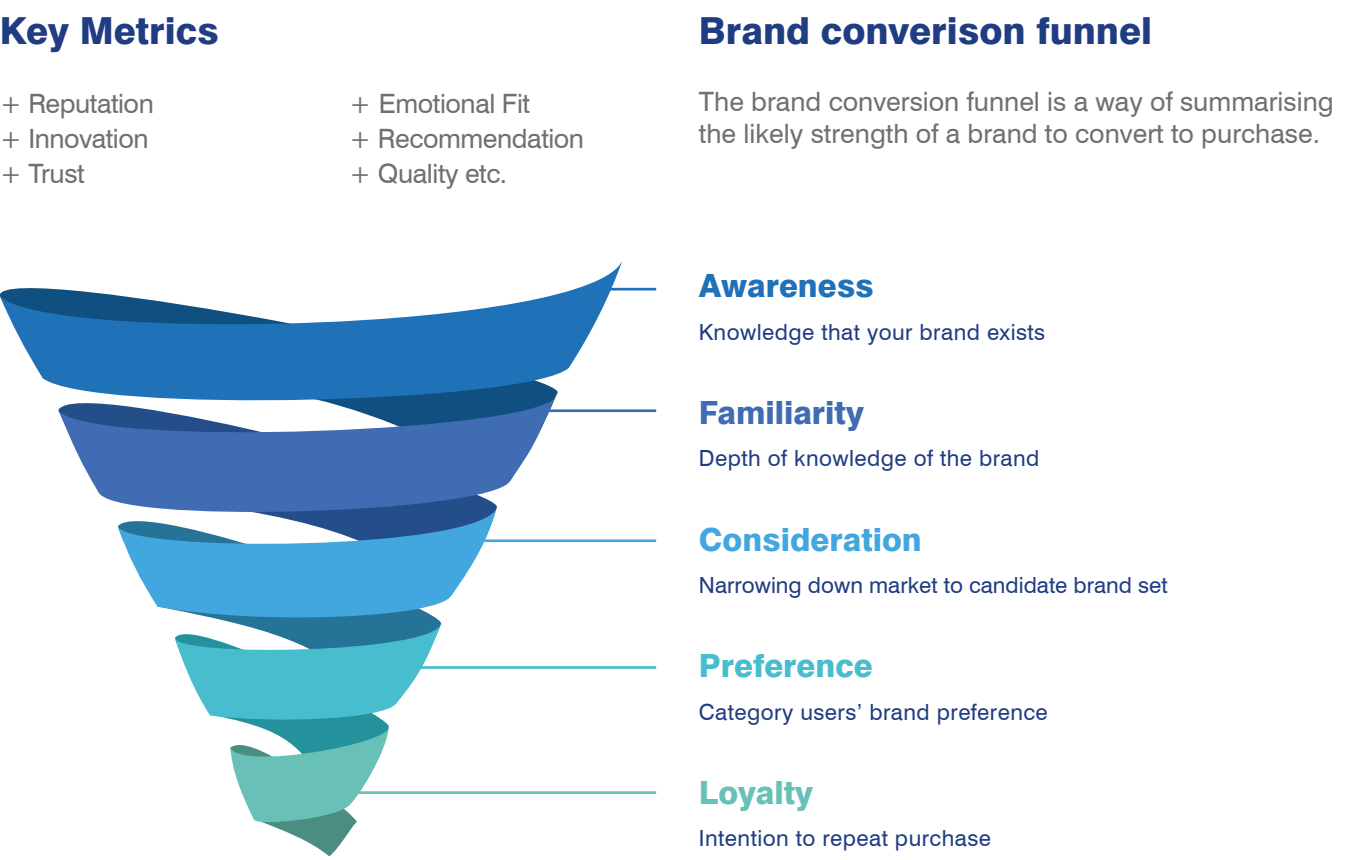 Key Metrics
+ Reputation
+ Innovation
+ Trust
+ Emotional Fit
+ Recommendation
+ Quality etc.
Brand converison funnel
The brand conversion funnel is a way of summarising
the likely strength of a brand to convert to purchase.
Awareness
Knowledge that your brand exists
Familiarity
Depth of knowledge of the brand
Consideration
Narrowing down market to candidate brand set
Preference
Category users’ brand preference
Loyalty
Intention to repeat purchase